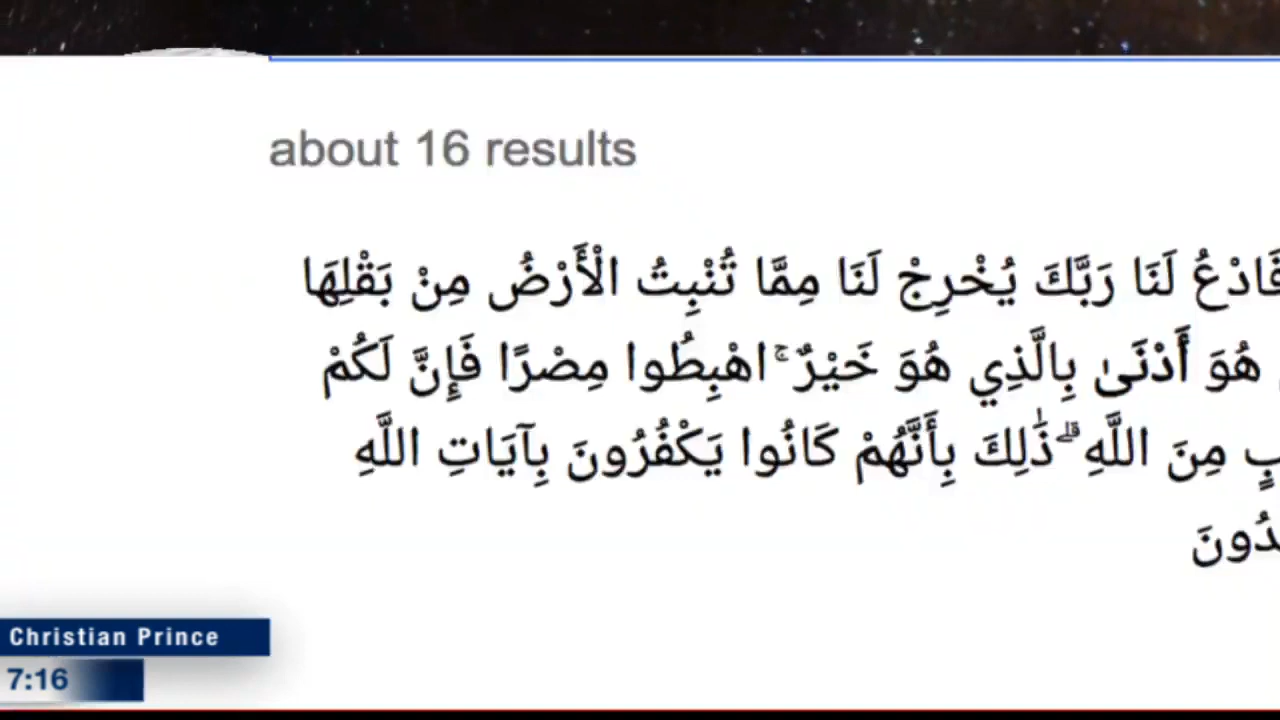 about 16 results
فَادْعُ لَنَا رَبَّكَ يُخْرِجْ لَنَا مِمَّا تُنْبِتُ الْأَرْضُ مِنْ بَقْلِهَا
هُوَ أَدْنَىٰ بِالَّذِي هُوَ خَيْرٌ ۚ اهْبِطُوا مِصْرًا فَإِنَّ لَكُمْ
مِنَ اللَّهِ ۗ ذَٰلِكَ بِأَنَّهُمْ كَانُوا يَكْفُرُونَ بِآيَاتِ اللَّهِ
Christian Prince
7:16